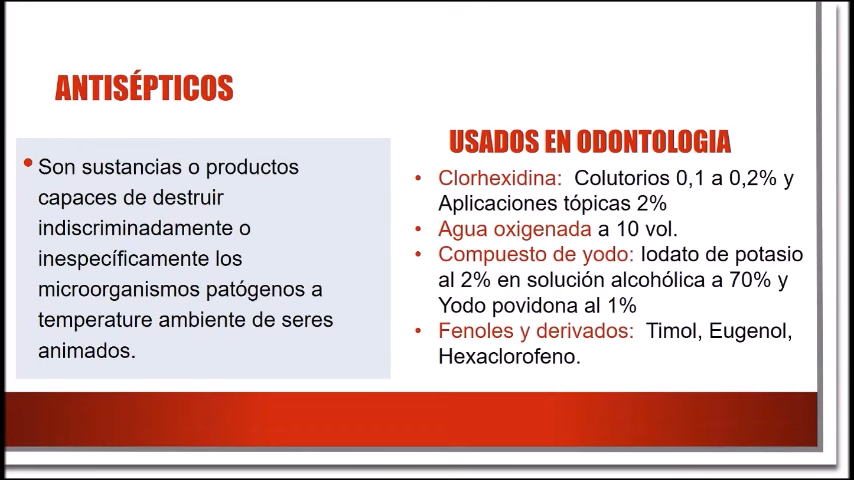 ANTISÉPTICOS
• Son sustancias o productos
capaces de destruir
indiscriminadamente o
inespecíficamente los
microorganismos patógenos a
temperature ambiente de seres
animados.
USADOS EN ODONTOLOGIA
• Clorhexidina: Colutorios 0,1 a 0,2% y
Aplicaciones tópicas 2%
• Agua oxigenada a 10 vol.
• Compuesto de yodo: Iodato de potasio
al 2% en solución alcohólica a 70% y
Yodo povidona al 1%
• Fenoles y derivados: Timol, Eugenol,
Hexaclorofeno.